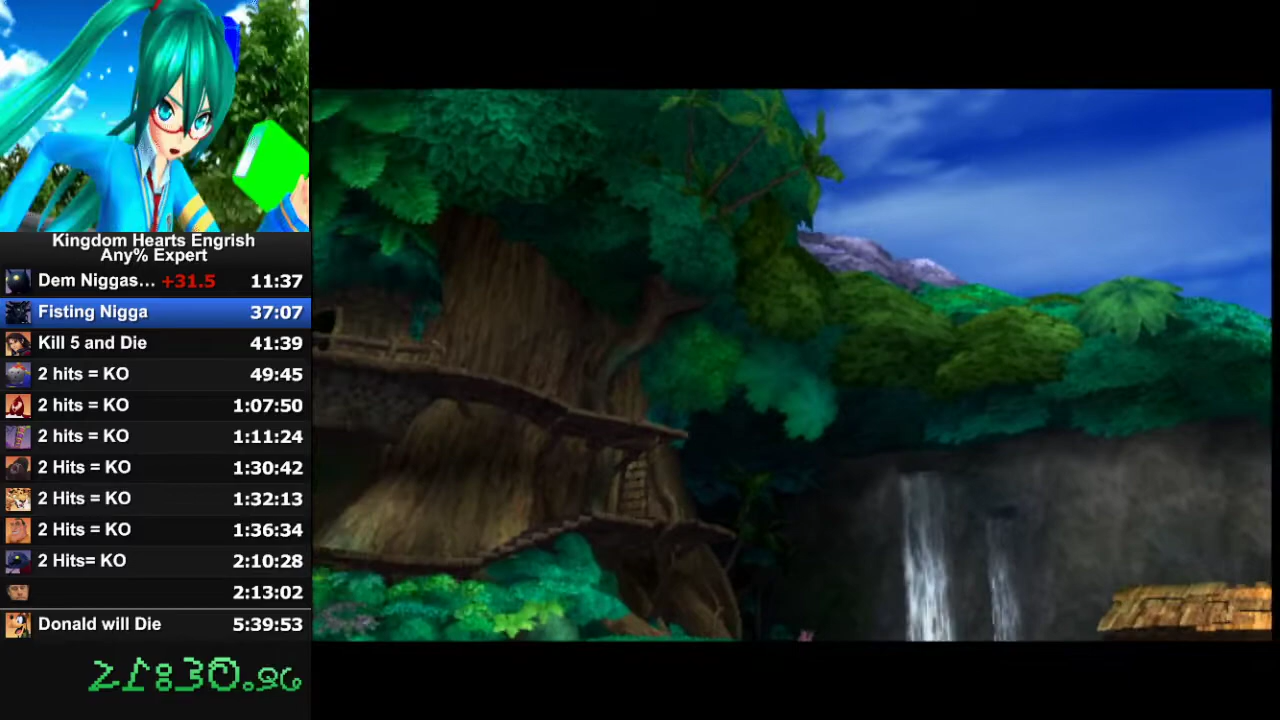 Kingdom Hearts Engrish
Any% Expert
Dem Niggas... +31.5 11:37
Fisting Nigga 37:07
Kill 5 and Die 41:39
2 hits = KO 49:45
2 hits = KO 1:07:50
2 hits = KO 1:11:24
2 Hits = KO 1:30:42
2 Hits = KO 1:32:13
2 Hits = KO 1:36:34
2 Hits= KO 2:10:28
2:13:02
Donald will Die 5:39:53
21:30.96